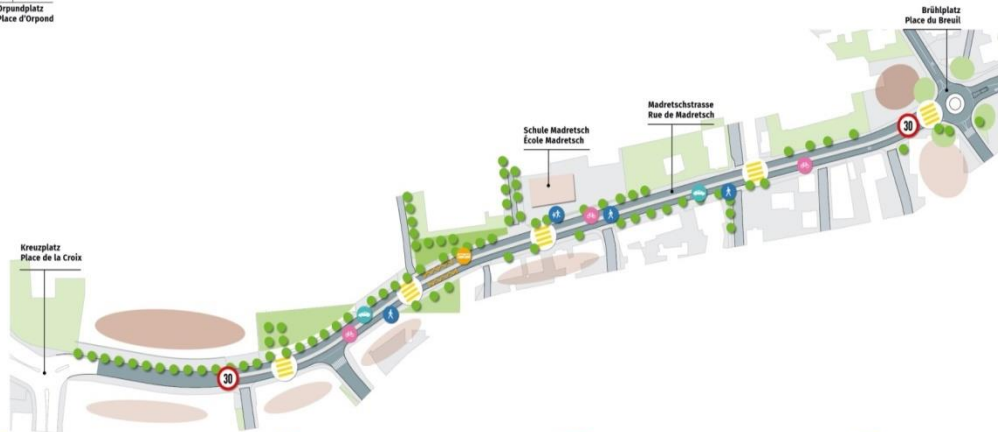 Orpundplatz
Place d'Orpond
Brühlplatz
Place du Breuil
Madretschstrasse
Rue de Madretsch
Schule Madretsch
École Madretsch
Kreuzplatz
Place de la Croix
30
30